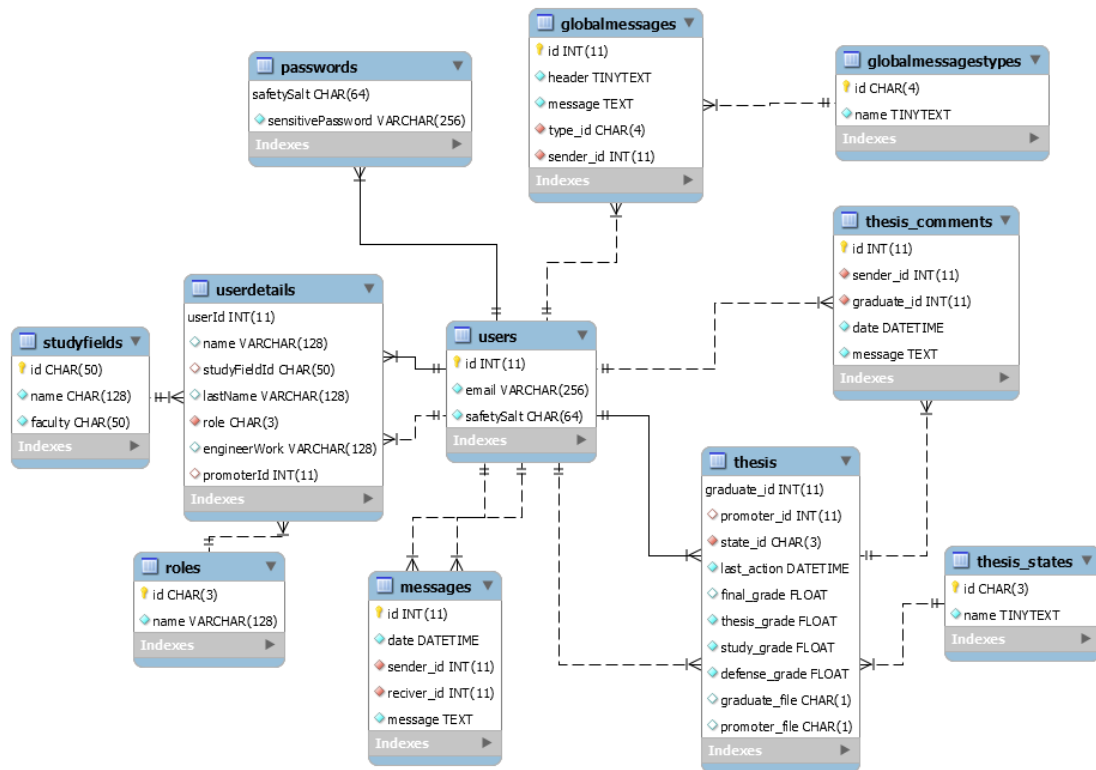 globalmessages
id INT(11)
header TINYTEXT
message TEXT
type_id CHAR(4)
sender_id INT(11)
Indexes
passwords
safetySalt CHAR(64)
sensitivePassword VARCHAR(256)
Indexes
globalmessagestypes
id CHAR(4)
name TINYTEXT
Indexes
thesis_comments
id INT(11)
sender_id INT(11)
graduate_id INT(11)
date DATETIME
message TEXT
Indexes
userdetails
userId INT(11)
name VARCHAR(128)
studyFieldId CHAR(50)
lastName VARCHAR(128)
role CHAR(3)
engineerWork VARCHAR(128)
promoterId INT(11)
Indexes
studyfields
id CHAR(50)
name CHAR(128)
faculty CHAR(50)
Indexes
users
id INT(11)
email VARCHAR(256)
safetySalt CHAR(64)
Indexes
thesis
graduate_id INT(11)
promoter_id INT(11)
state_id CHAR(3)
last_action DATETIME
final_grade FLOAT
thesis_grade FLOAT
study_grade FLOAT
defense_grade FLOAT
graduate_file CHAR(1)
promoter_file CHAR(1)
Indexes
thesis_states
id CHAR(3)
name TINYTEXT
Indexes
roles
id CHAR(3)
name VARCHAR(128)
Indexes
messages
id INT(11)
date DATETIME
sender_id INT(11)
reciver_id INT(11)
message TEXT
Indexes